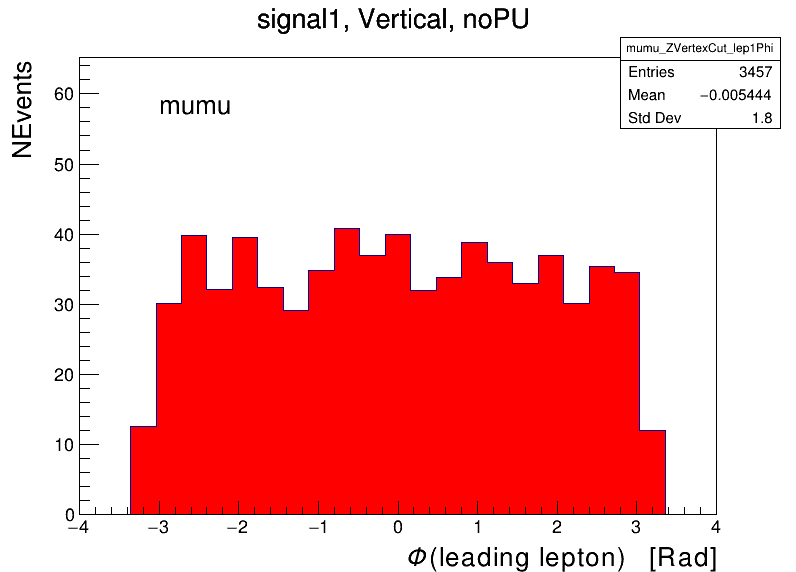 signal1, Vertical, noPU
mumu_ZVertexCut_lep1Phi
Entries 3457
Mean −0.005444
Std Dev 1.8
NEvents
mumu
60
50
40
30
20
10
0
−4 −3 −2 −1 0 1 2 3 4
Φ(leading lepton) [Rad]